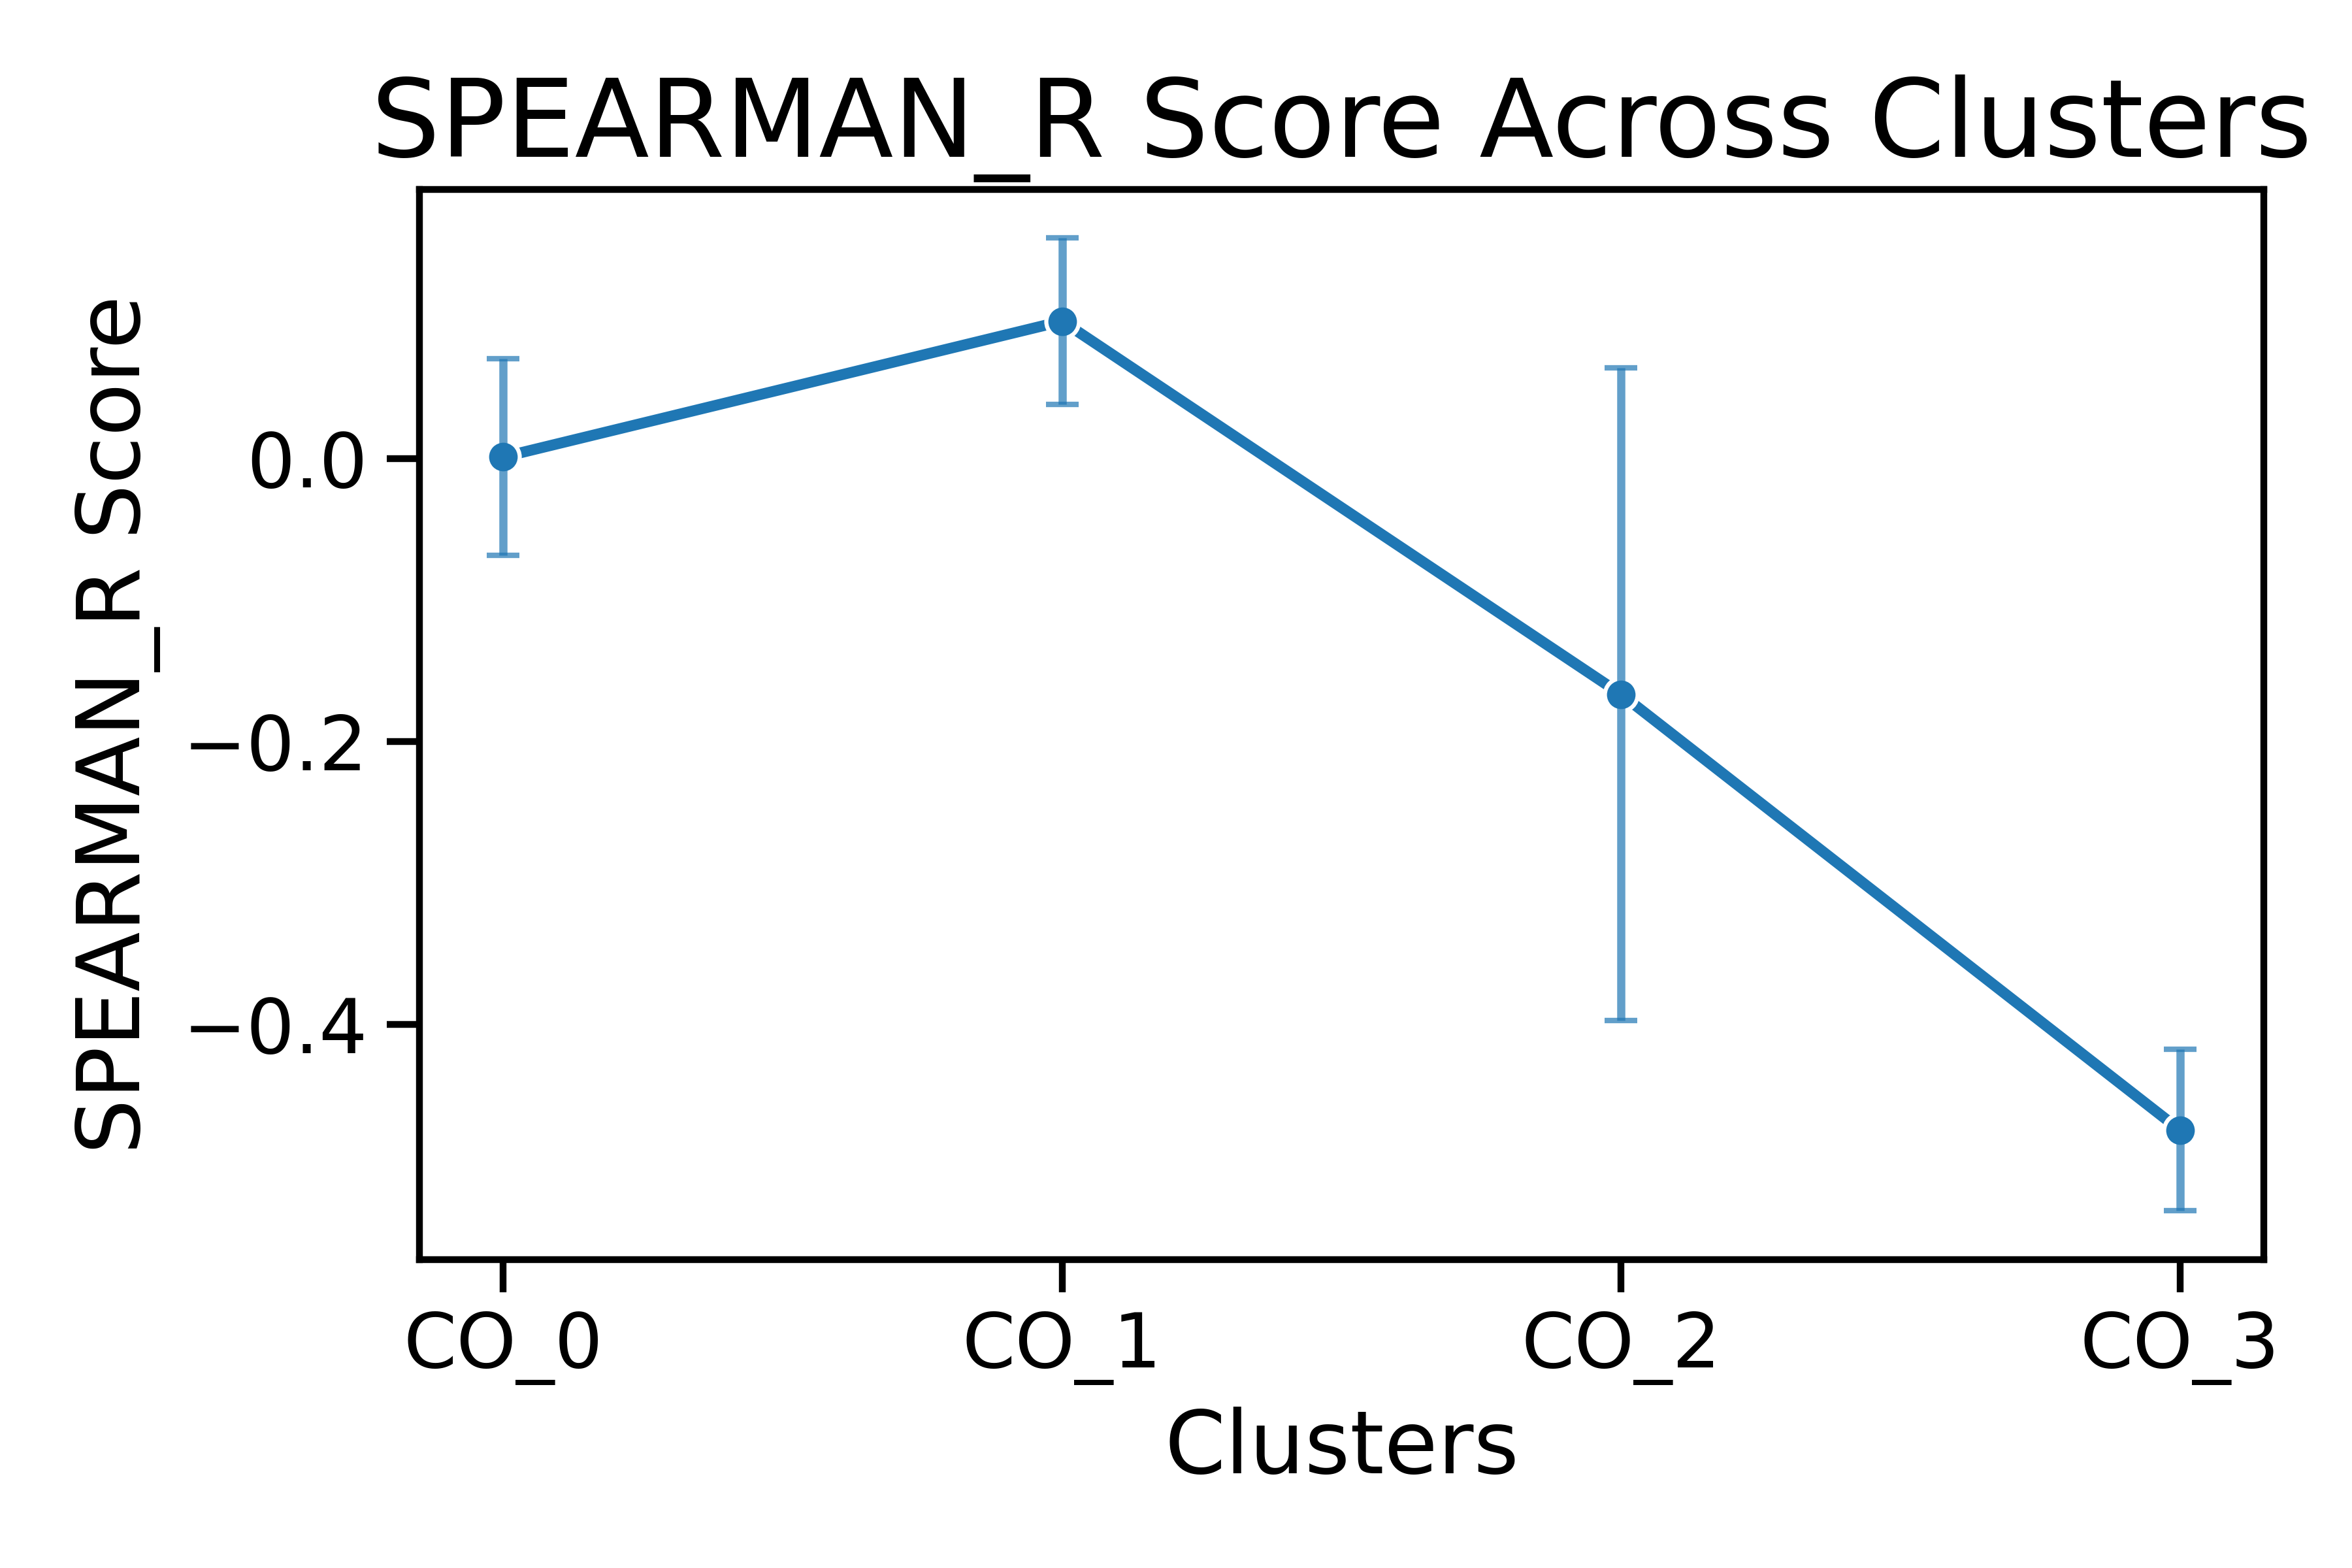 SPEARMAN_R Score Across Clusters
SPEARMAN_R Score
0.0
−0.2
−0.4
CO_0 CO_1 CO_2 CO_3
Clusters